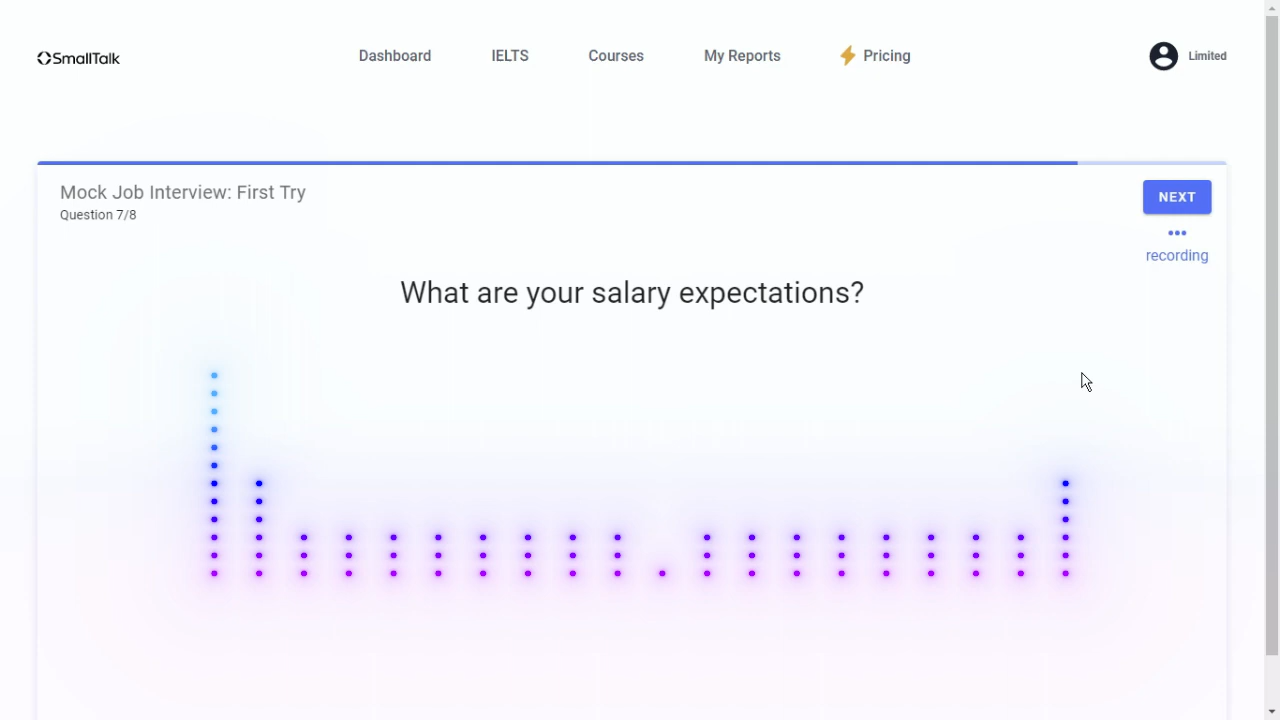 SmallTalk
Dashboard
IELTS
Courses
My Reports
Pricing
Limited
Mock Job Interview: First Try
Question 7/8
NEXT
recording
What are your salary expectations?